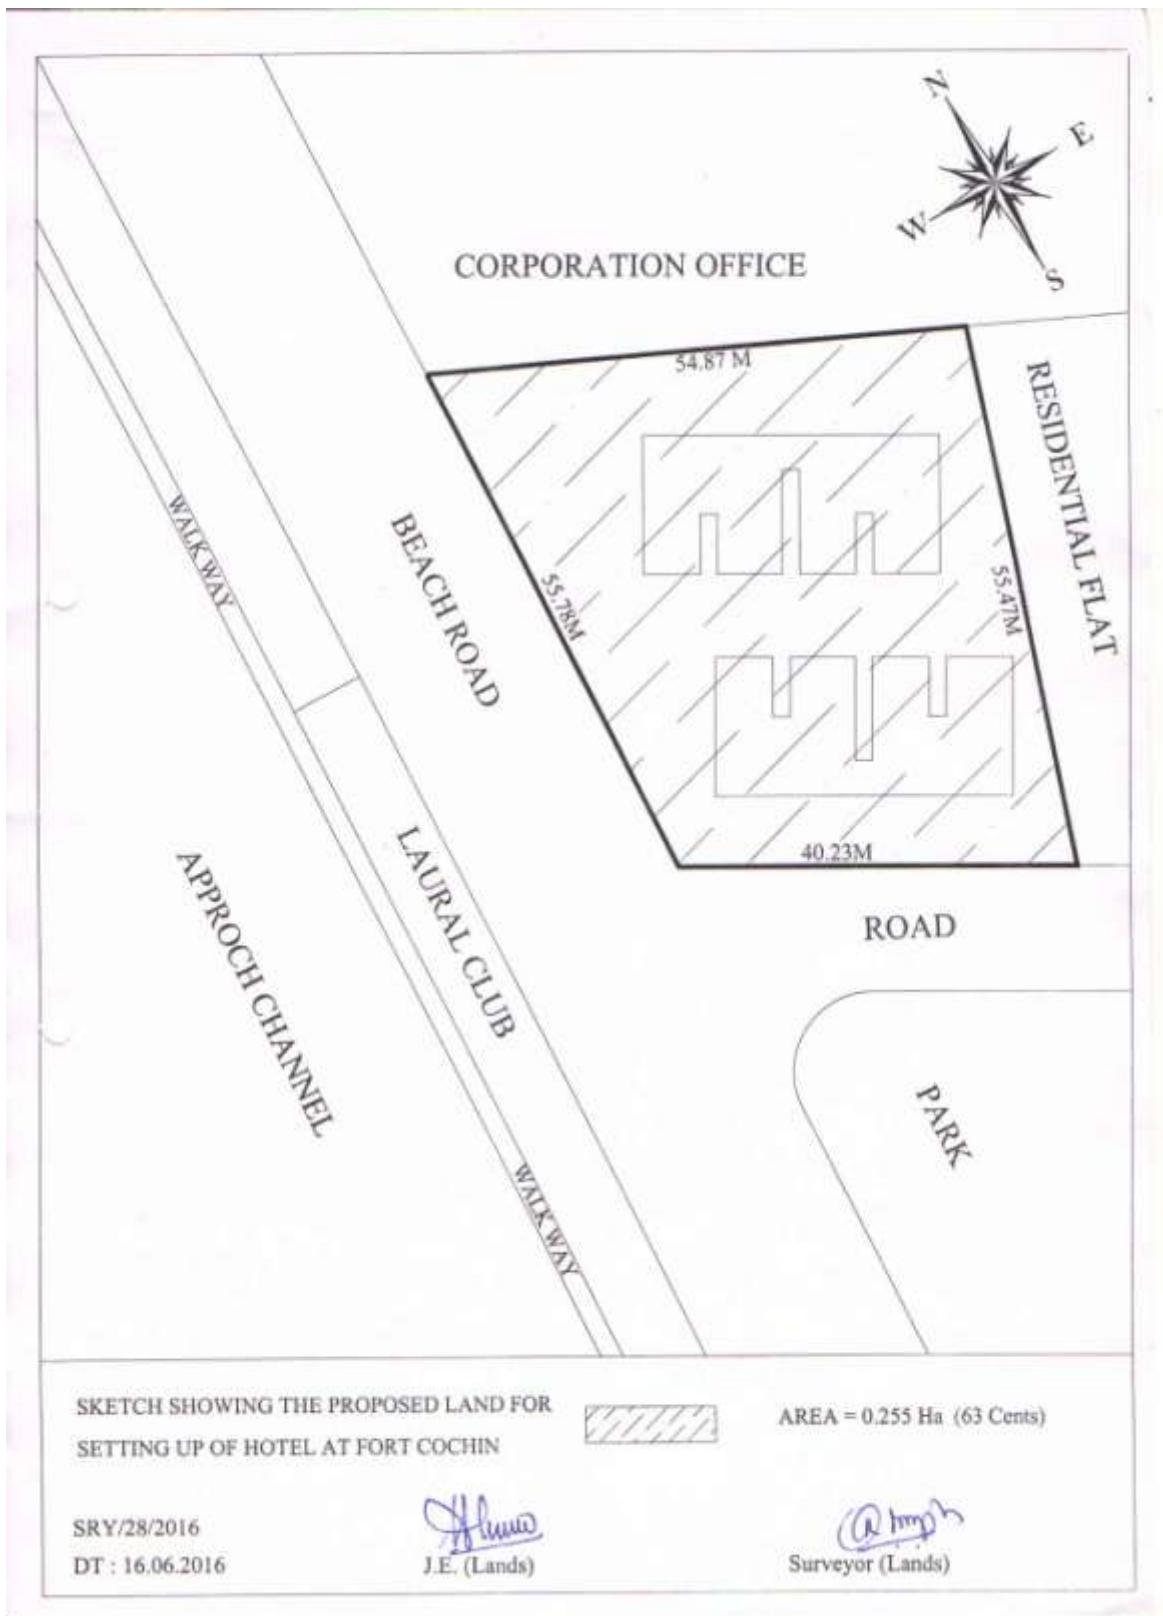 N
E
W
S
CORPORATION OFFICE
54.87 M
RESIDENTIAL FLAT
WALK WAY
BEACH ROAD
55.78M
55.47M
40.23M
LAURAL CLUB
APPROCH CHANNEL
ROAD
PARK
WALK WAY
SKETCH SHOWING THE PROPOSED LAND FOR
SETTING UP OF HOTEL AT FORT COCHIN
AREA = 0.255 Ha (63 Cents)
SRY/28/2016
DT : 16.06.2016
J.E. (Lands)
Surveyor (Lands)